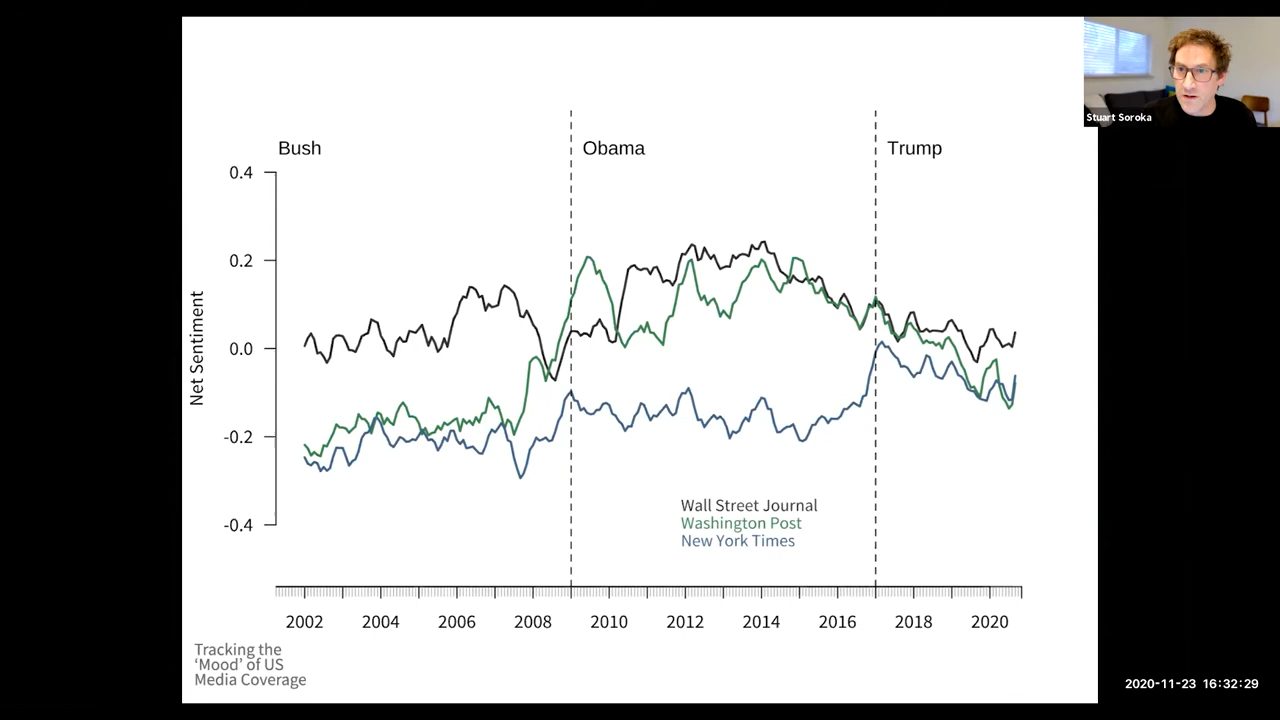 Stuart Soroka
Bush
Obama
Trump
0.4
0.2
0.0
-0.2
-0.4
Net Sentiment
Wall Street Journal
Washington Post
New York Times
2002 2004 2006 2008 2010 2012 2014 2016 2018 2020
Tracking the
‘Mood’ of US
Media Coverage
2020-11-23 16:32:29